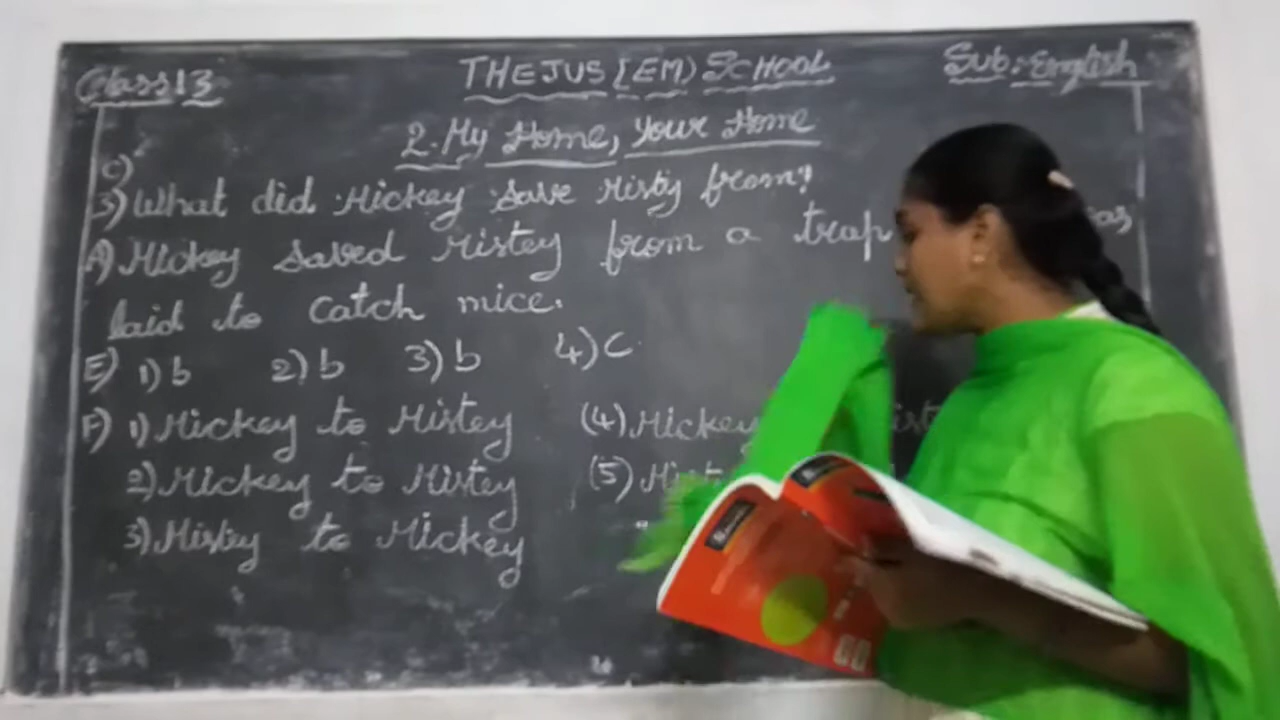 Class: 3 THEJUS (EM) SCHOOL Sub: English
2. My Home, Your Home
C)
3) What did Mickey save Misty from?
A) Mickey saved Mistey from a trap as
laid to catch mice.
E) 1) b 2) b 3) b 4) C
F) 1) Mickey to Mistey (4) Mickey
2) Mickey to Mistey (5)
3) Mistey to Mickey